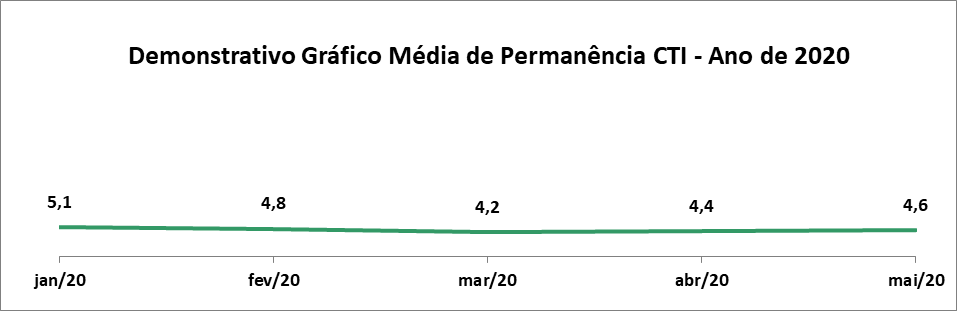 Demonstrativo Gráfico Média de Permanência CTI - Ano de 2020
5,1 4,8 4,2 4,4 4,6
jan/20 fev/20 mar/20 abr/20 mai/20